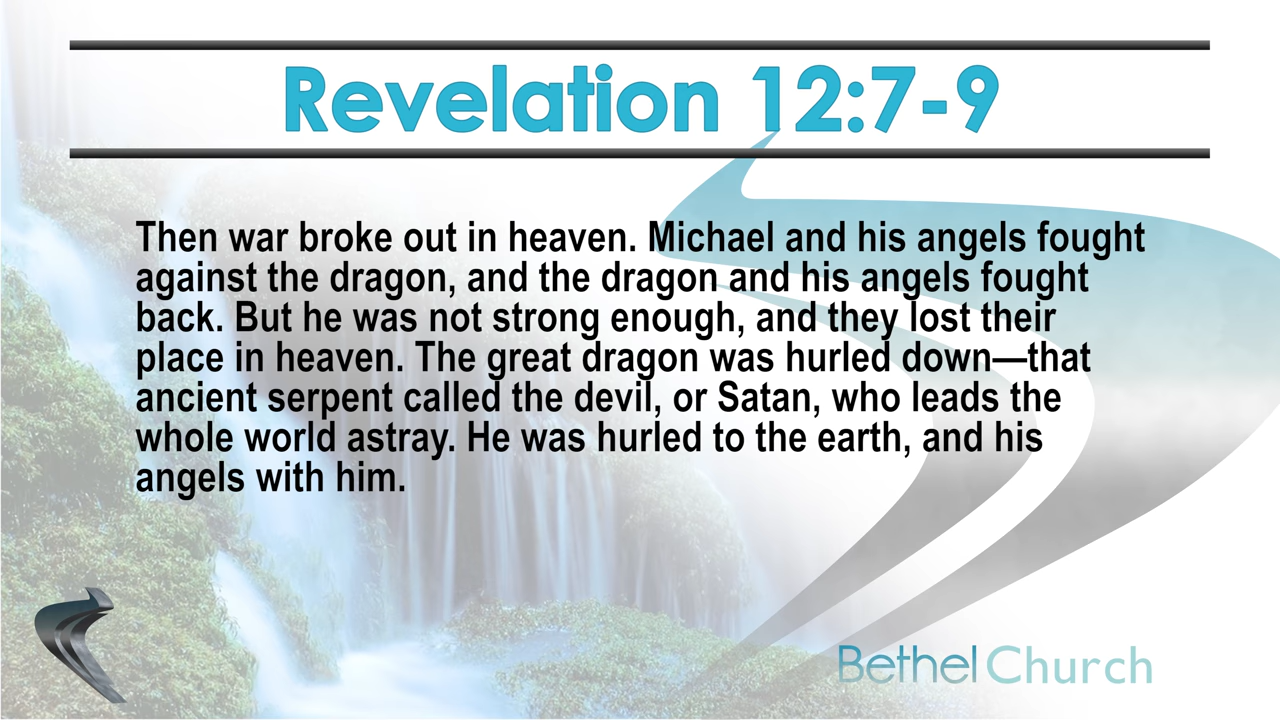 Revelation 12:7-9
Then war broke out in heaven. Michael and his angels fought
against the dragon, and the dragon and his angels fought
back. But he was not strong enough, and they lost their
place in heaven. The great dragon was hurled down—that
ancient serpent called the devil, or Satan, who leads the
whole world astray. He was hurled to the earth, and his
angels with him.
Bethel Church